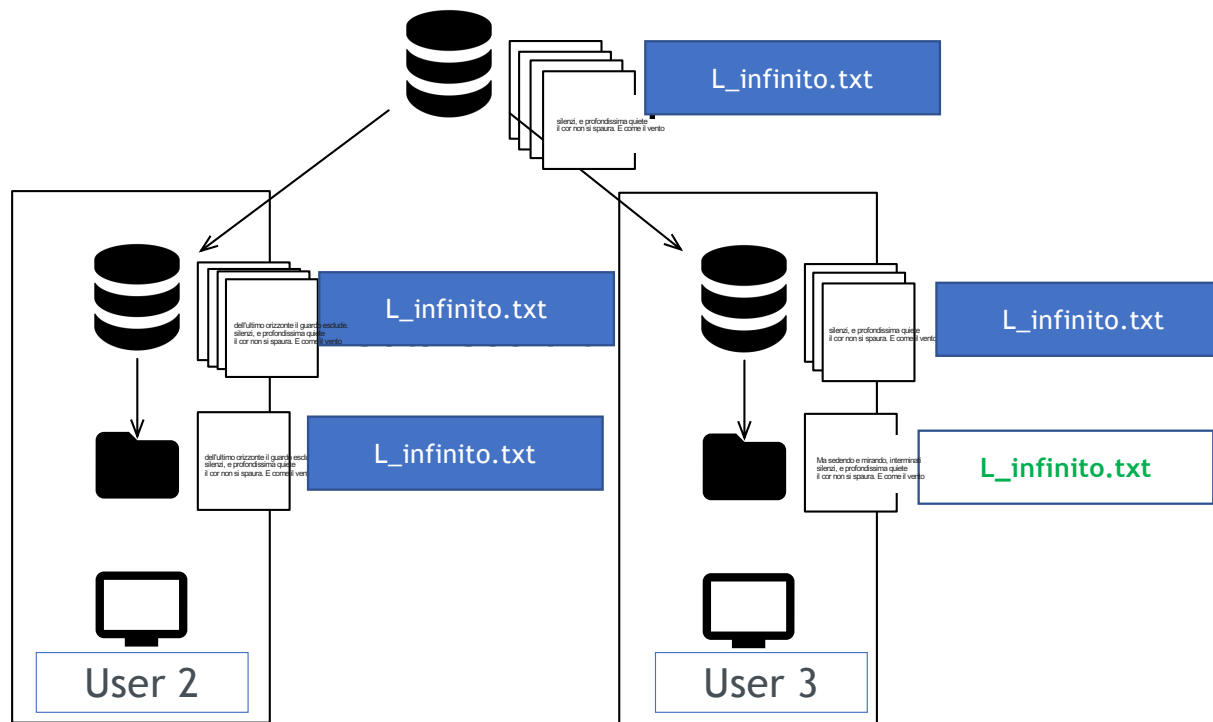 L_infinito.txt
silenzi, e profondissima quiete
il cor non si spaura. E come il vento
L_infinito.txt
dell'ultimo orizzonte il guardo esclude.
silenzi, e profondissima quiete
il cor non si spaura. E come il vento
L_infinito.txt
silenzi, e profondissima quiete
il cor non si spaura. E come il vento
L_infinito.txt
dell'ultimo orizzonte il guardo
silenzi, e profondissima quiete
il cor non si spaura. E come il vent
L_infinito.txt
Ma sedendo e mirando, interminati
silenzi, e profondissima quiete
il cor non si spaura. E come il vento
User 2
User 3